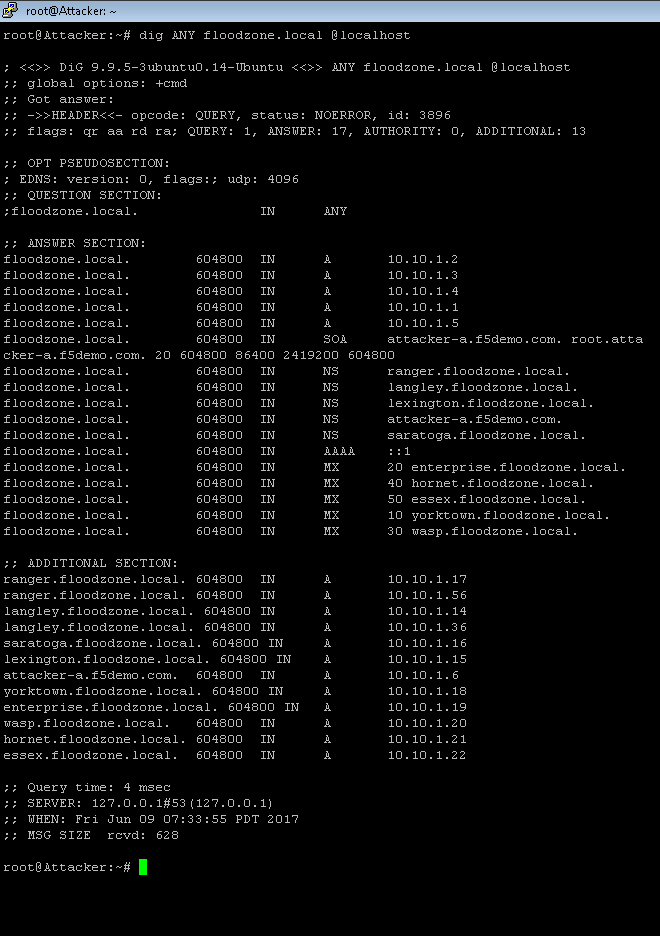 root@Attacker: ~
root@Attacker:~# dig ANY floodzone.local @localhost
; <<>> DiG 9.9.5-3ubuntu0.14-Ubuntu <<>> ANY floodzone.local @localhost
;; global options: +cmd
;; Got answer:
;; ->>HEADER<<- opcode: QUERY, status: NOERROR, id: 3896
;; flags: qr aa rd ra; QUERY: 1, ANSWER: 17, AUTHORITY: 0, ADDITIONAL: 13
;; OPT PSEUDOSECTION:
; EDNS: version: 0, flags:; udp: 4096
;; QUESTION SECTION:
;floodzone.local. IN ANY
;; ANSWER SECTION:
floodzone.local. 604800 IN A 10.10.1.2
floodzone.local. 604800 IN A 10.10.1.3
floodzone.local. 604800 IN A 10.10.1.4
floodzone.local. 604800 IN A 10.10.1.1
floodzone.local. 604800 IN A 10.10.1.5
floodzone.local. 604800 IN SOA attacker-a.f5demo.com. root.atta
cker-a.f5demo.com. 20 604800 86400 2419200 604800
floodzone.local. 604800 IN NS ranger.floodzone.local.
floodzone.local. 604800 IN NS langley.floodzone.local.
floodzone.local. 604800 IN NS lexington.floodzone.local.
floodzone.local. 604800 IN NS attacker-a.f5demo.com.
floodzone.local. 604800 IN NS saratoga.floodzone.local.
floodzone.local. 604800 IN AAAA ::1
floodzone.local. 604800 IN MX 20 enterprise.floodzone.local.
floodzone.local. 604800 IN MX 40 hornet.floodzone.local.
floodzone.local. 604800 IN MX 50 essex.floodzone.local.
floodzone.local. 604800 IN MX 10 yorktown.floodzone.local.
floodzone.local. 604800 IN MX 30 wasp.floodzone.local.
;; ADDITIONAL SECTION:
ranger.floodzone.local. 604800 IN A 10.10.1.17
ranger.floodzone.local. 604800 IN A 10.10.1.56
langley.floodzone.local. 604800 IN A 10.10.1.14
langley.floodzone.local. 604800 IN A 10.10.1.36
saratoga.floodzone.local. 604800 IN A 10.10.1.16
lexington.floodzone.local. 604800 IN A 10.10.1.15
attacker-a.f5demo.com. 604800 IN A 10.10.1.6
yorktown.floodzone.local. 604800 IN A 10.10.1.18
enterprise.floodzone.local. 604800 IN A 10.10.1.19
wasp.floodzone.local. 604800 IN A 10.10.1.20
hornet.floodzone.local. 604800 IN A 10.10.1.21
essex.floodzone.local. 604800 IN A 10.10.1.22
;; Query time: 4 msec
;; SERVER: 127.0.0.1#53(127.0.0.1)
;; WHEN: Fri Jun 09 07:33:55 PDT 2017
;; MSG SIZE rcvd: 628
root@Attacker:~#